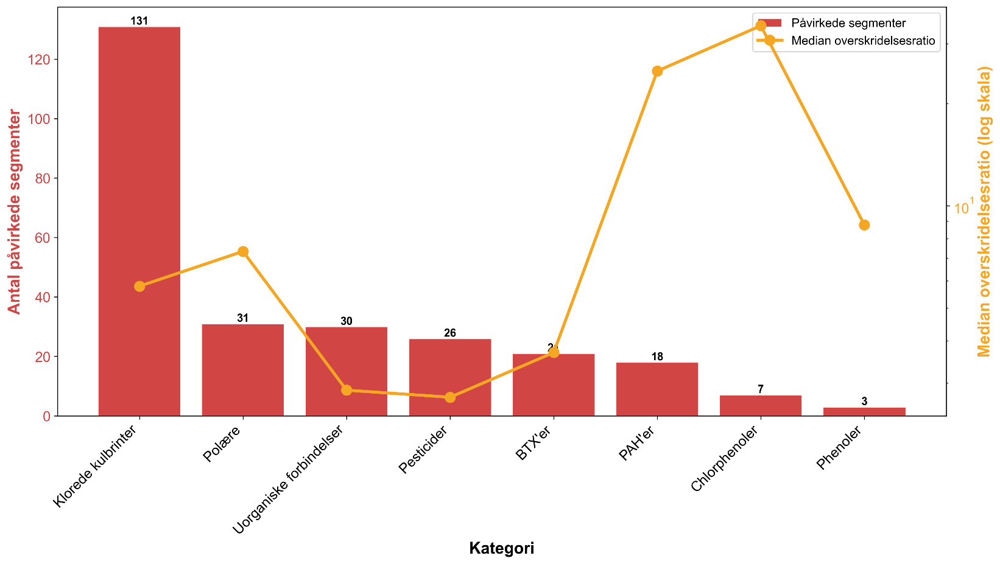 131
Påvirkede segmenter
Median overskridelsesratio
120
100
80
60
40
20
0
Antal påvirkede segmenter
31
30
26
18
7
3
10¹
Median overskridelsesratio (log skala)
Klorede kulbrinter
Polære
Uorganiske forbindelser
Pesticider
BTX'er
PAH'er
Chlorphenoler
Phenoler
Kategori